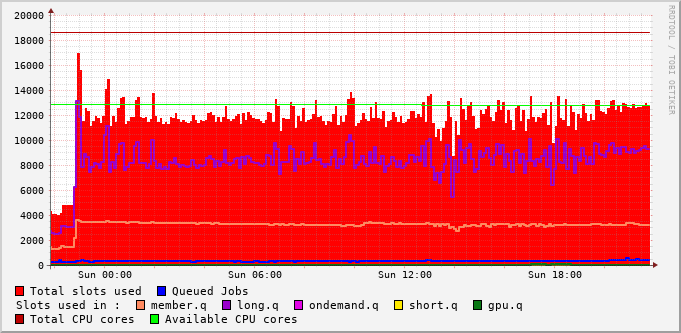 20000
18000
16000
14000
12000
10000
8000
6000
4000
2000
0
Sun 00:00 Sun 06:00 Sun 12:00 Sun 18:00
RRDTOOL / TOBI OETIKER
Total slots used Queued Jobs
Slots used in : member.q long.q ondemand.q short.q gpu.q
Total CPU cores Available CPU cores